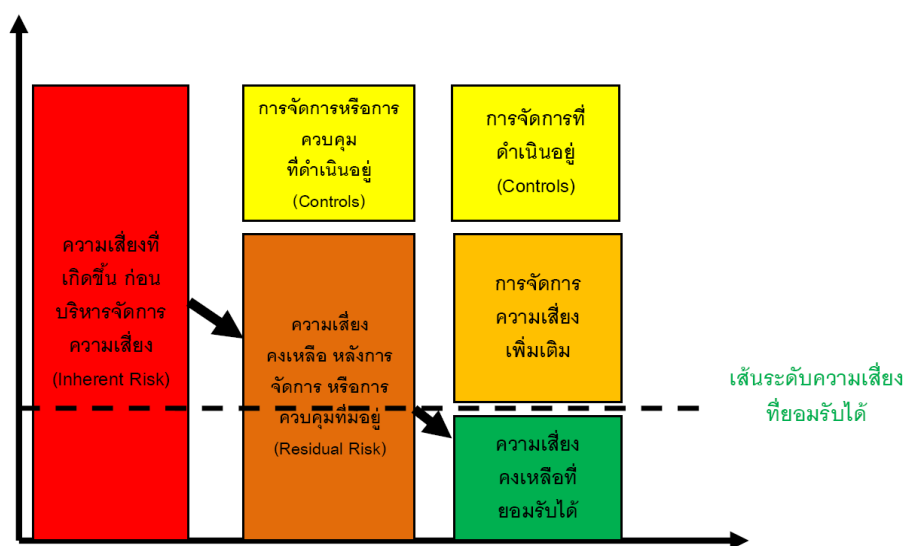 ความเสี่ยงที่
เกิดขึ้น ก่อน
บริหารจัดการ
ความเสี่ยง
(Inherent Risk)
การจัดการหรือการ
ควบคุม
ที่ดำเนินอยู่
(Controls)
ความเสี่ยง
คงเหลือ หลังการ
จัดการ หรือการ
ควบคุมที่มีอยู่
(Residual Risk)
การจัดการที่
ดำเนินอยู่
(Controls)
การจัดการ
ความเสี่ยง
เพิ่มเติม
ความเสี่ยง
คงเหลือที่
ยอมรับได้
เส้นระดับความเสี่ยง
ที่ยอมรับได้